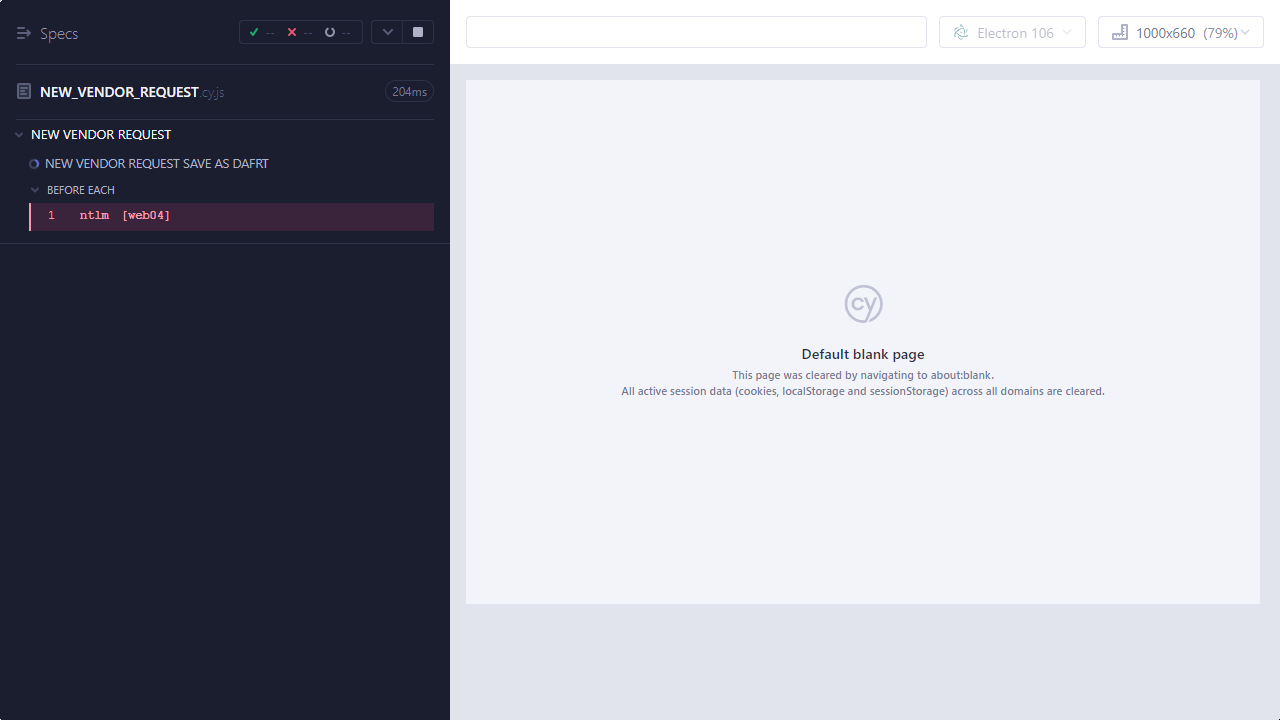 Specs
-- -- --
Electron 106
1000x660 (79%)
NEW_VENDOR_REQUEST.cy.js
204ms
NEW VENDOR REQUEST
NEW VENDOR REQUEST SAVE AS DAFRT
BEFORE EACH
1 ntlm [web04]
cy
Default blank page
This page was cleared by navigating to about:blank.
All active session data (cookies, localStorage and sessionStorage) across all domains are cleared.